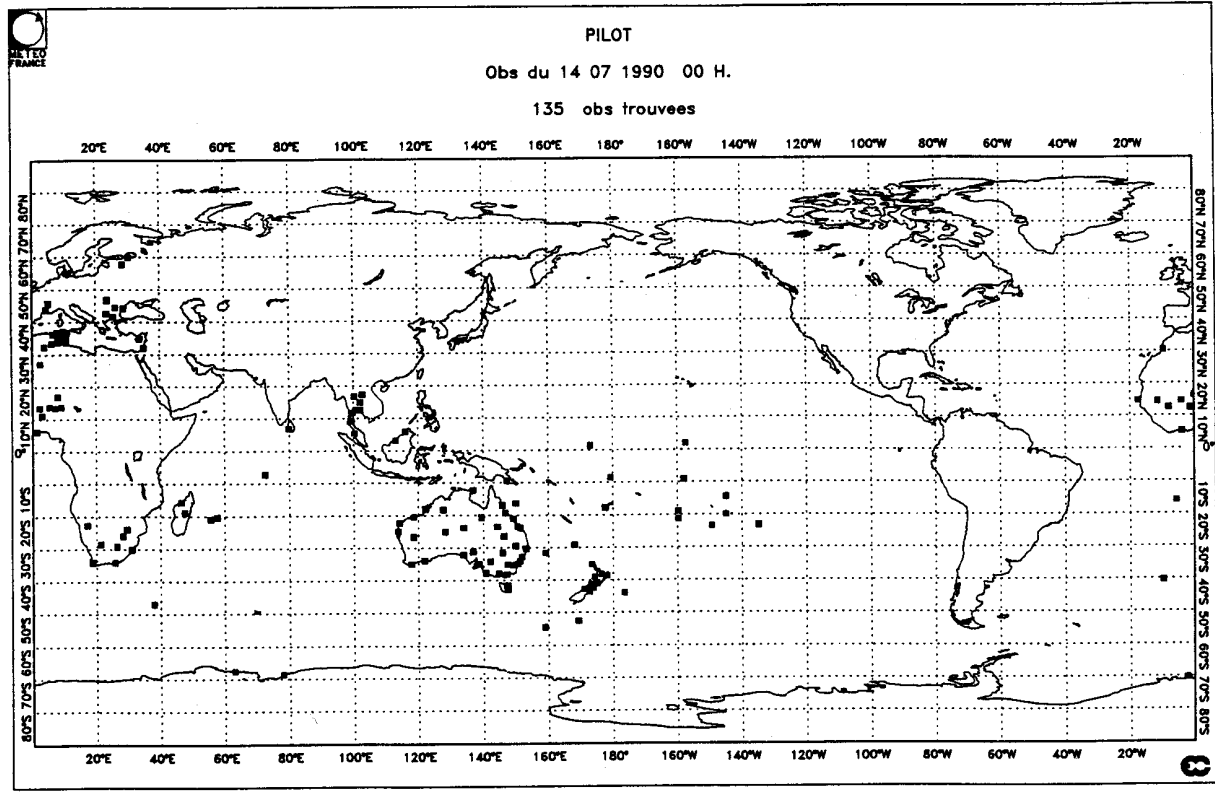 METEO
FRANCE
PILOT
Obs du 14 07 1990 00 H.
135 obs trouvees
20°E 40°E 60°E 80°E 100°E 120°E 140°E 160°E 180° 160°W 140°W 120°W 100°W 80°W 60°W 40°W 20°W
80°N 70°N 60°N 50°N 40°N 30°N 20°N 10°N 0° 10°S 20°S 30°S 40°S 50°S 60°S 70°S 80°S
80°N 70°N 60°N 50°N 40°N 30°N 20°N 10°N 0° 10°S 20°S 30°S 40°S 50°S 60°S 70°S 80°S
20°E 40°E 60°E 80°E 100°E 120°E 140°E 160°E 180° 160°W 140°W 120°W 100°W 80°W 60°W 40°W 20°W